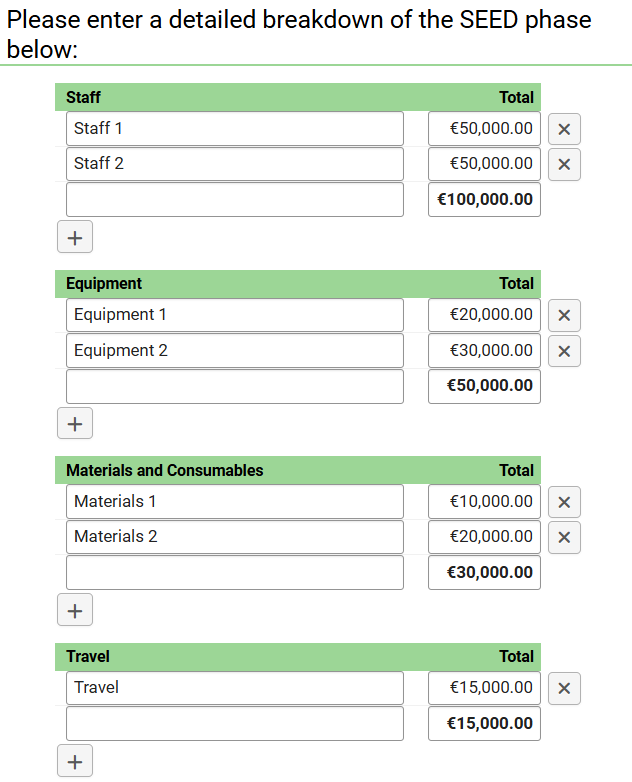 Please enter a detailed breakdown of the SEED phase
below:
Staff Total
Staff 1 €50,000.00
Staff 2 €50,000.00
€100,000.00
Equipment Total
Equipment 1 €20,000.00
Equipment 2 €30,000.00
€50,000.00
Materials and Consumables Total
Materials 1 €10,000.00
Materials 2 €20,000.00
€30,000.00
Travel Total
Travel €15,000.00
€15,000.00